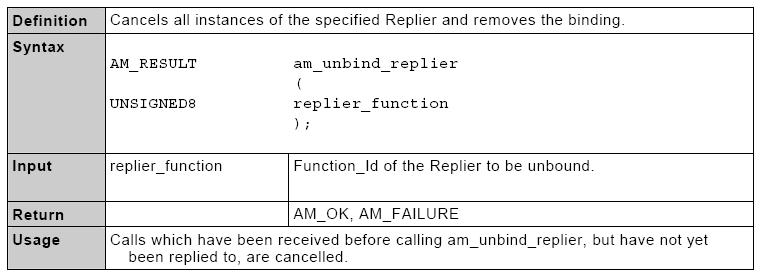 Definition Cancels all instances of the specified Replier and removes the binding.
Syntax
AM_RESULT am_unbind_replier
(
UNSIGNED8 replier_function
);
Input replier_function Function_Id of the Replier to be unbound.
Return AM_OK, AM_FAILURE
Usage Calls which have been received before calling am_unbind_replier, but have not yet
been replied to, are cancelled.